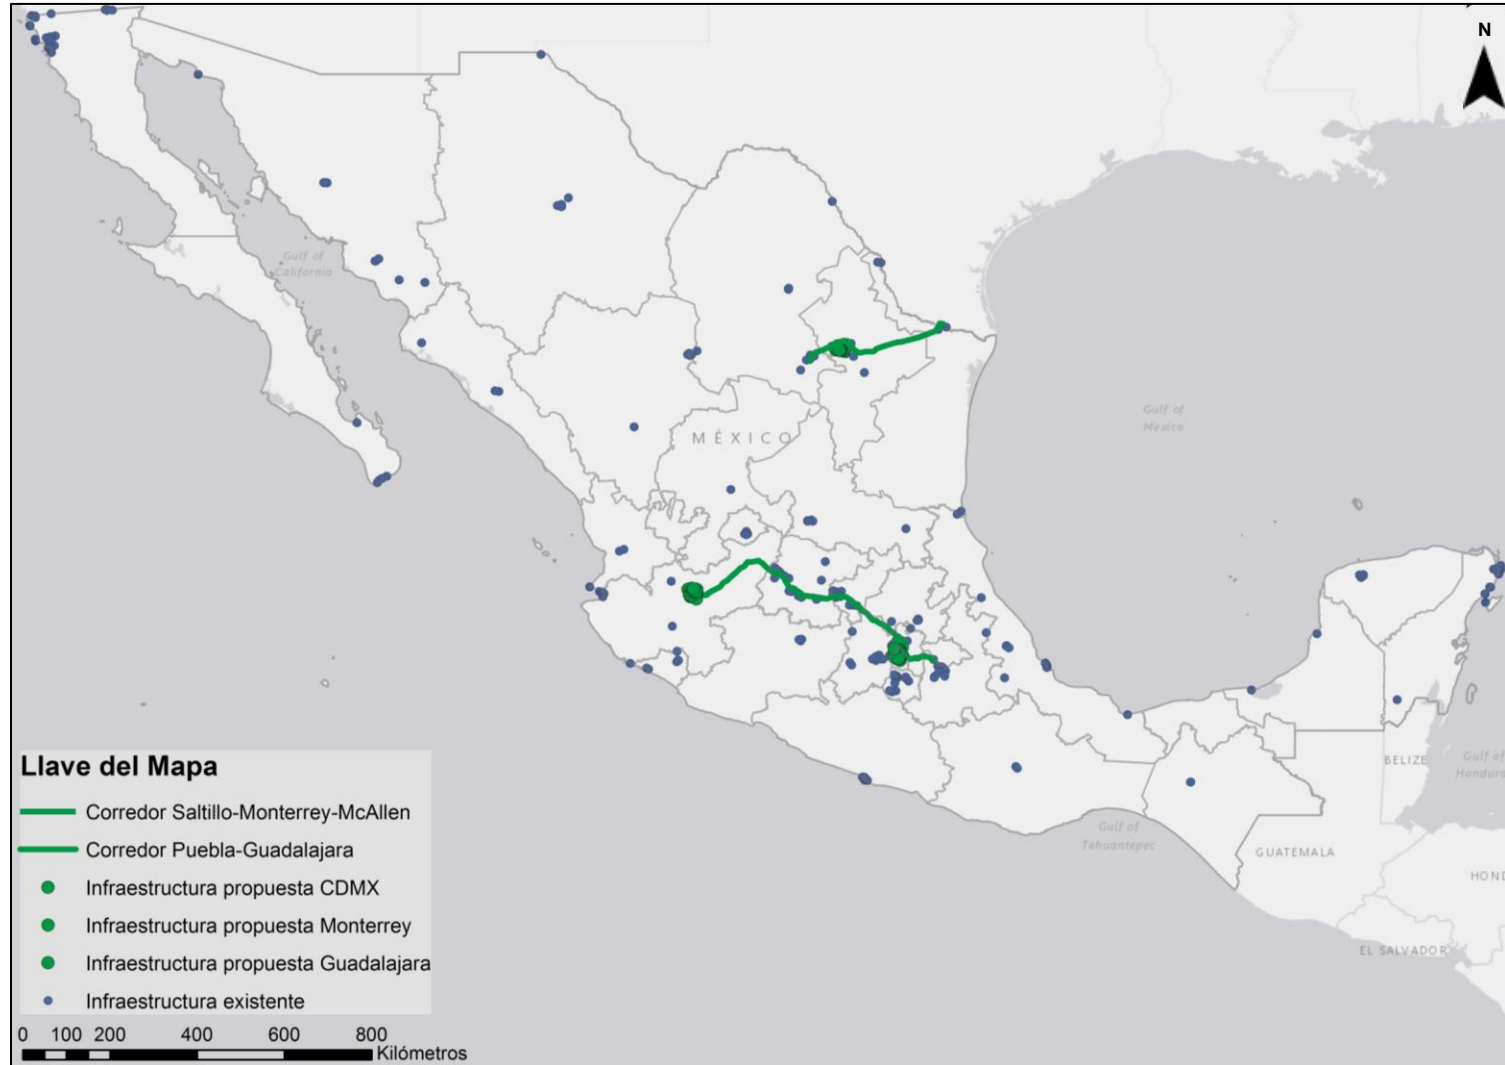 N
Gulf of
California
MÉXICO
Gulf of
Mexico
BELIZE
Gulf of
Hondura
Gulf of
Tehuantepec
GUATEMALA
HOND
EL SALVADOR
Llave del Mapa
Corredor Saltillo-Monterrey-McAllen
Corredor Puebla-Guadalajara
Infraestructura propuesta CDMX
Infraestructura propuesta Monterrey
Infraestructura propuesta Guadalajara
Infraestructura existente
0 100 200 400 600 800
Kilómetros